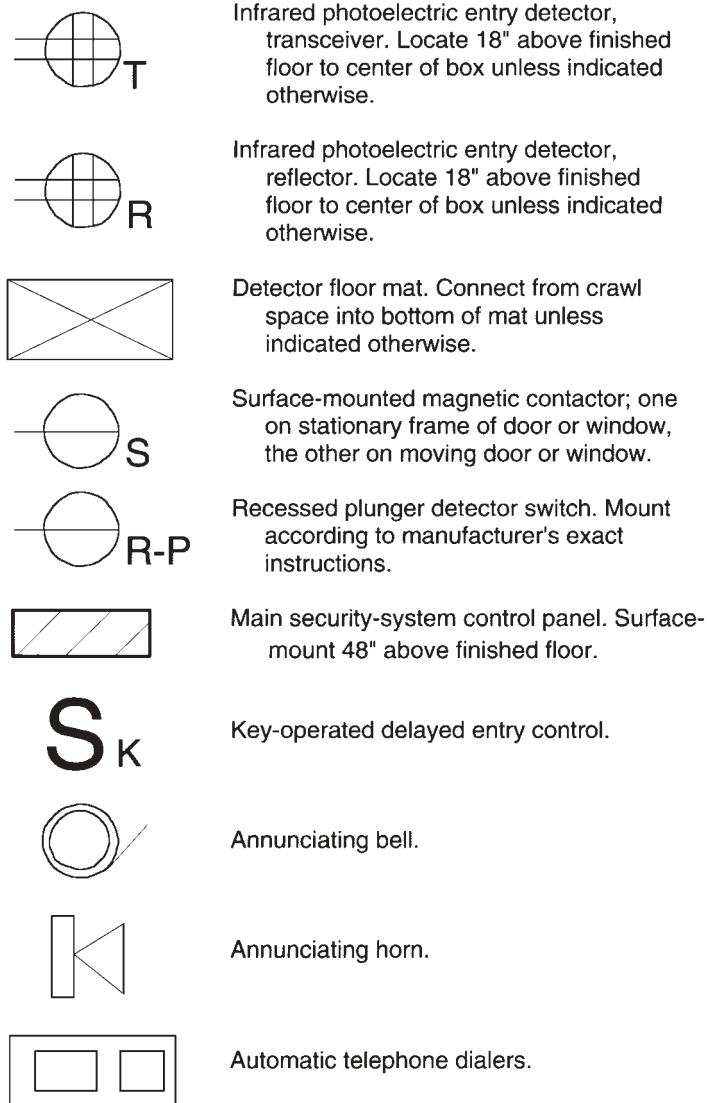 Infrared photoelectric entry detector,
transceiver. Locate 18" above finished
floor to center of box unless indicated
otherwise.
T
Infrared photoelectric entry detector,
reflector. Locate 18" above finished
floor to center of box unless indicated
otherwise.
R
Detector floor mat. Connect from crawl
space into bottom of mat unless
indicated otherwise.
Surface-mounted magnetic contactor; one
on stationary frame of door or window,
the other on moving door or window.
S
Recessed plunger detector switch. Mount
according to manufacturer's exact
instructions.
R-P
Main security-system control panel. Surface-
mount 48" above finished floor.
SK
Key-operated delayed entry control.
Annunciating bell.
Annunciating horn.
Automatic telephone dialers.